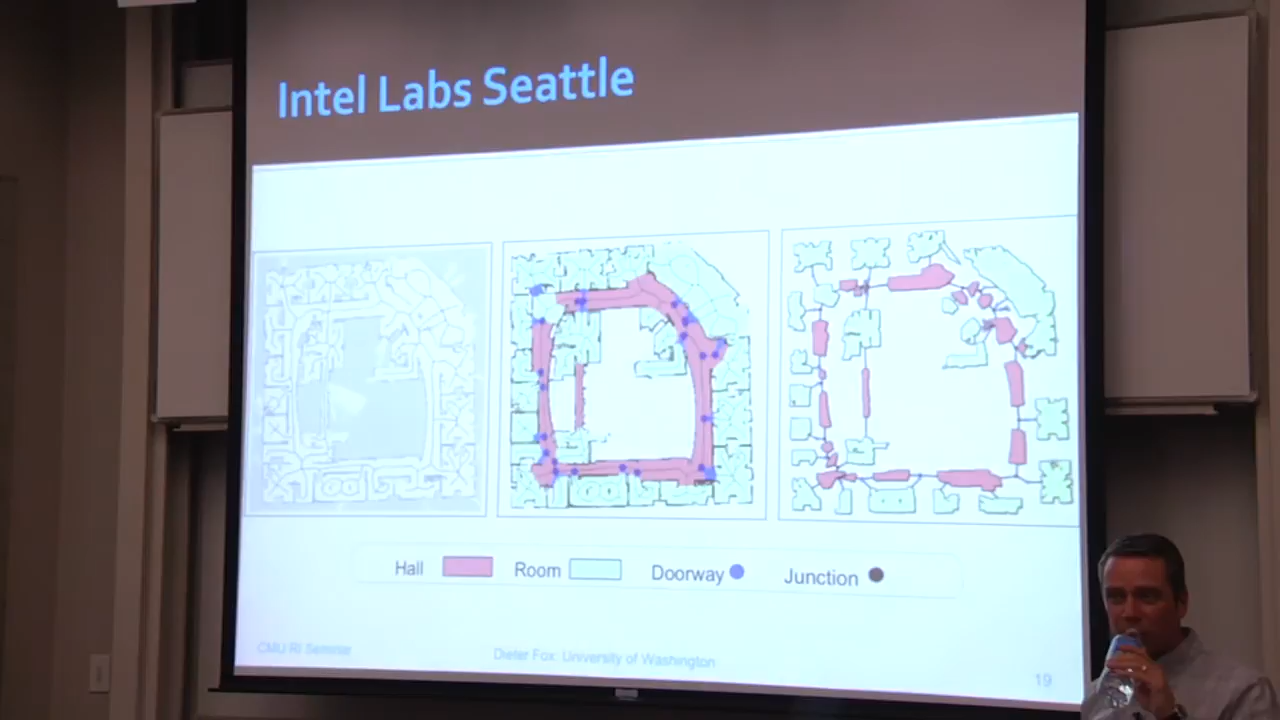 Intel Labs Seattle
Hall
Room
Doorway
Junction
CMU RI Seminar
Dieter Fox: University of Washington
19